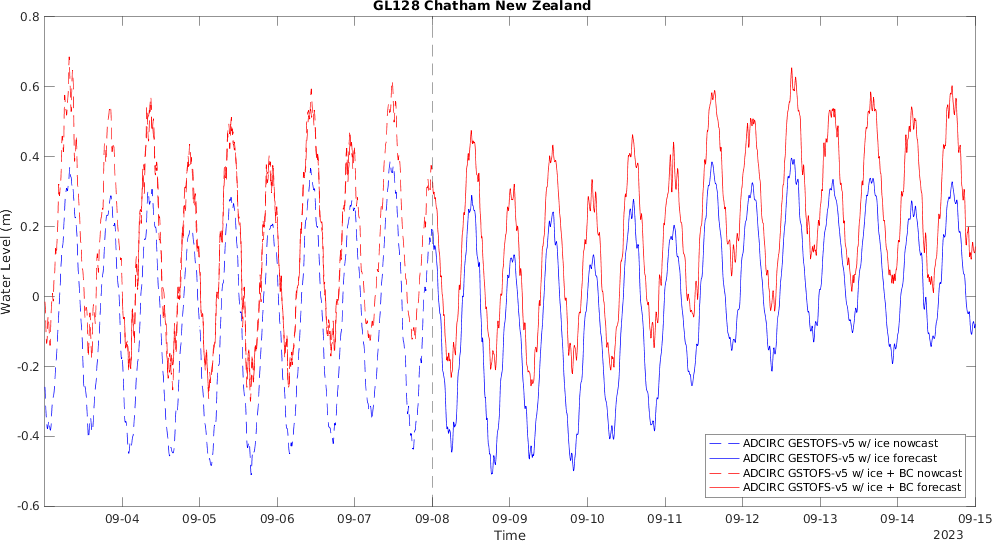 GL128 Chatham New Zealand
0.8
0.6
0.4
0.2
0
-0.2
-0.4
-0.6
Water Level (m)
ADCIRC GESTOFS-v5 w/ ice nowcast
ADCIRC GESTOFS-v5 w/ ice forecast
ADCIRC GSTOFS-v5 w/ ice + BC nowcast
ADCIRC GSTOFS-v5 w/ ice + BC forecast
09-04 09-05 09-06 09-07 09-08 09-09 09-10 09-11 09-12 09-13 09-14 09-15
Time
2023